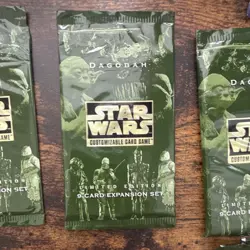 DAGOBAH
STAR
WARS
CUSTOMIZABLE CARD GAME
LIMITED EDITION
9-CARD EXPANSION SET